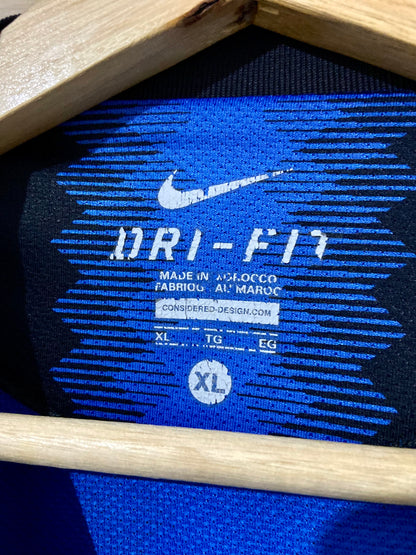 DRI-FIT
MADE IN MOROCCO
FABRIQUÉ AU MAROC
CONSIDERED-DESIGN.COM
XL TG EG
XL